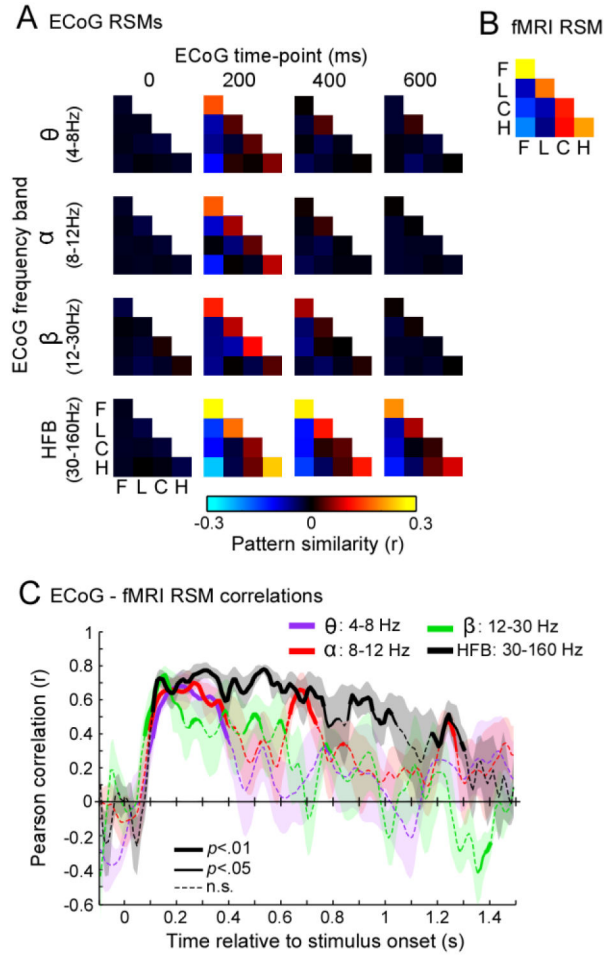 A ECoG RSMs
ECoG time-point (ms)
0 200 400 600
ECoG frequency band
θ
(4-8Hz)
α
(8-12Hz)
β
(12-30Hz)
HFB
(30-160Hz)
F
L
C
H
F L C H
-0.3 0 0.3
Pattern similarity (r)
B fMRI RSM
F
L
C
H
F L C H
C ECoG - fMRI RSM correlations
θ: 4-8 Hz β: 12-30 Hz
α: 8-12 Hz HFB: 30-160 Hz
Pearson correlation (r)
1
0.8
0.6
0.4
0.2
0
-0.2
-0.4
-0.6
p<.01
p<.05
n.s.
0 0.2 0.4 0.6 0.8 1 1.2 1.4
Time relative to stimulus onset (s)